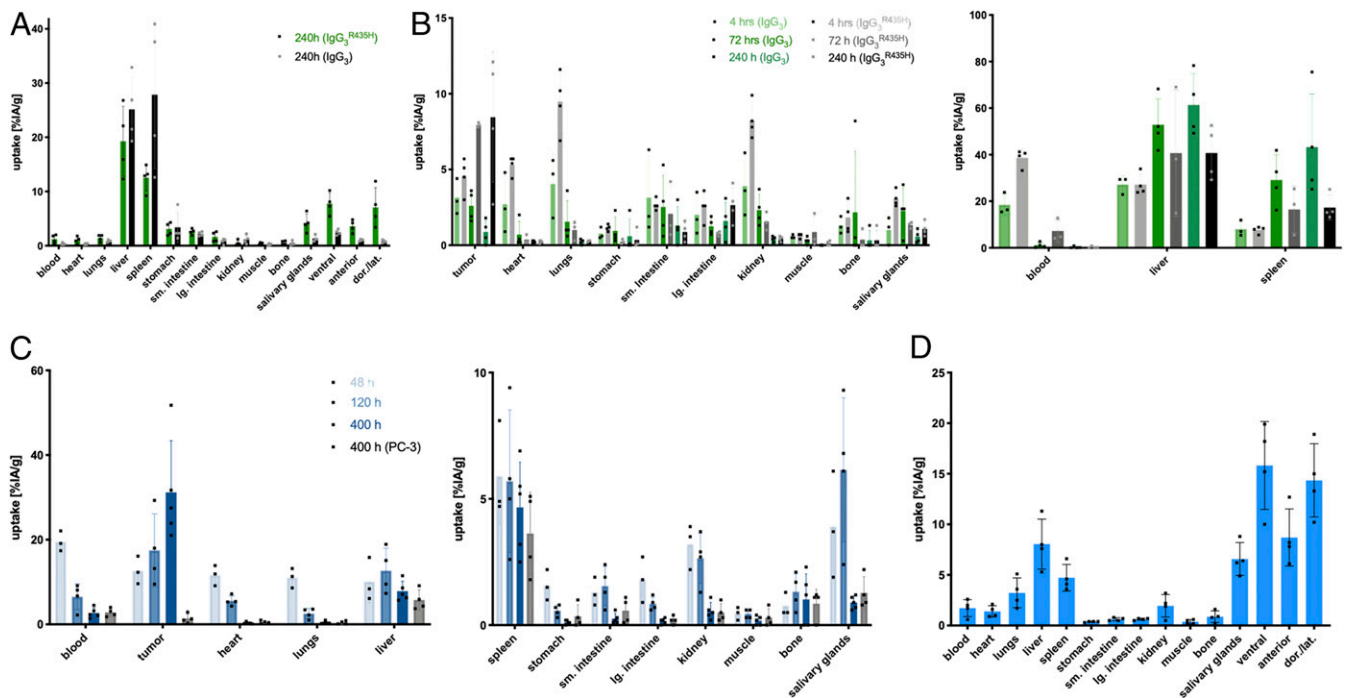 A
uptake [%IA/g]
40
30
20
10
0
240h (IgG3R435H)
240h (IgG3)
blood
heart
lungs
liver
spleen
stomach
sm. intestine
lg. intestine
kidney
muscle
bone
salivary glands
ventral
anterior
dor./lat.
B
uptake [%IA/g]
15
10
5
0
4 hrs (IgG3)
72 hrs (IgG3)
240 h (IgG3)
4 hrs (IgG3R435H)
72 h (IgG3R435H)
240 h (IgG3R435H)
tumor
heart
lungs
stomach
sm. intestine
lg. intestine
kidney
muscle
bone
salivary glands
uptake [%IA/g]
100
80
60
40
20
0
blood
liver
spleen
C
uptake [%IA/g]
60
40
20
0
48 h
120 h
400 h
400 h (PC-3)
blood
tumor
heart
lungs
liver
uptake [%IA/g]
10
5
0
spleen
stomach
sm. intestine
lg. intestine
kidney
muscle
bone
salivary glands
D
uptake [%IA/g]
25
20
15
10
5
0
blood
heart
lungs
liver
spleen
stomach
sm. intestine
lg. intestine
kidney
muscle
bone
salivary glands
ventral
anterior
dor./lat.